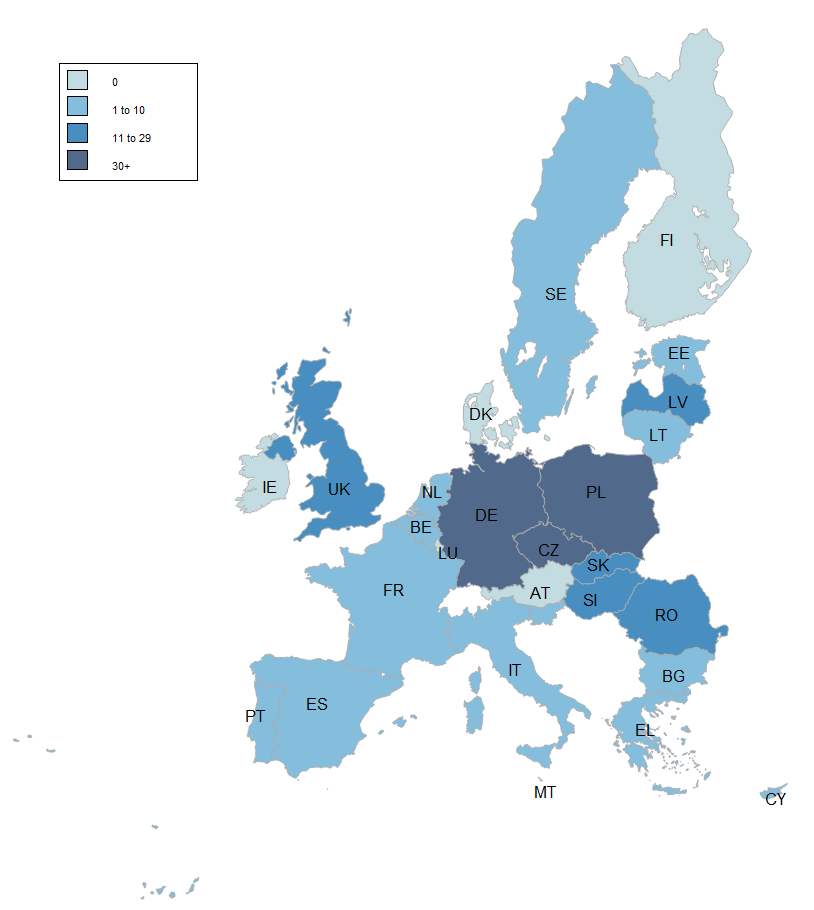 0
1 to 10
11 to 29
30+
FI
SE
EE
LV
DK
LT
IE
UK
NL
DE
PL
BE
LU
CZ
SK
FR
AT
SI
RO
IT
BG
PT
ES
EL
MT
CY